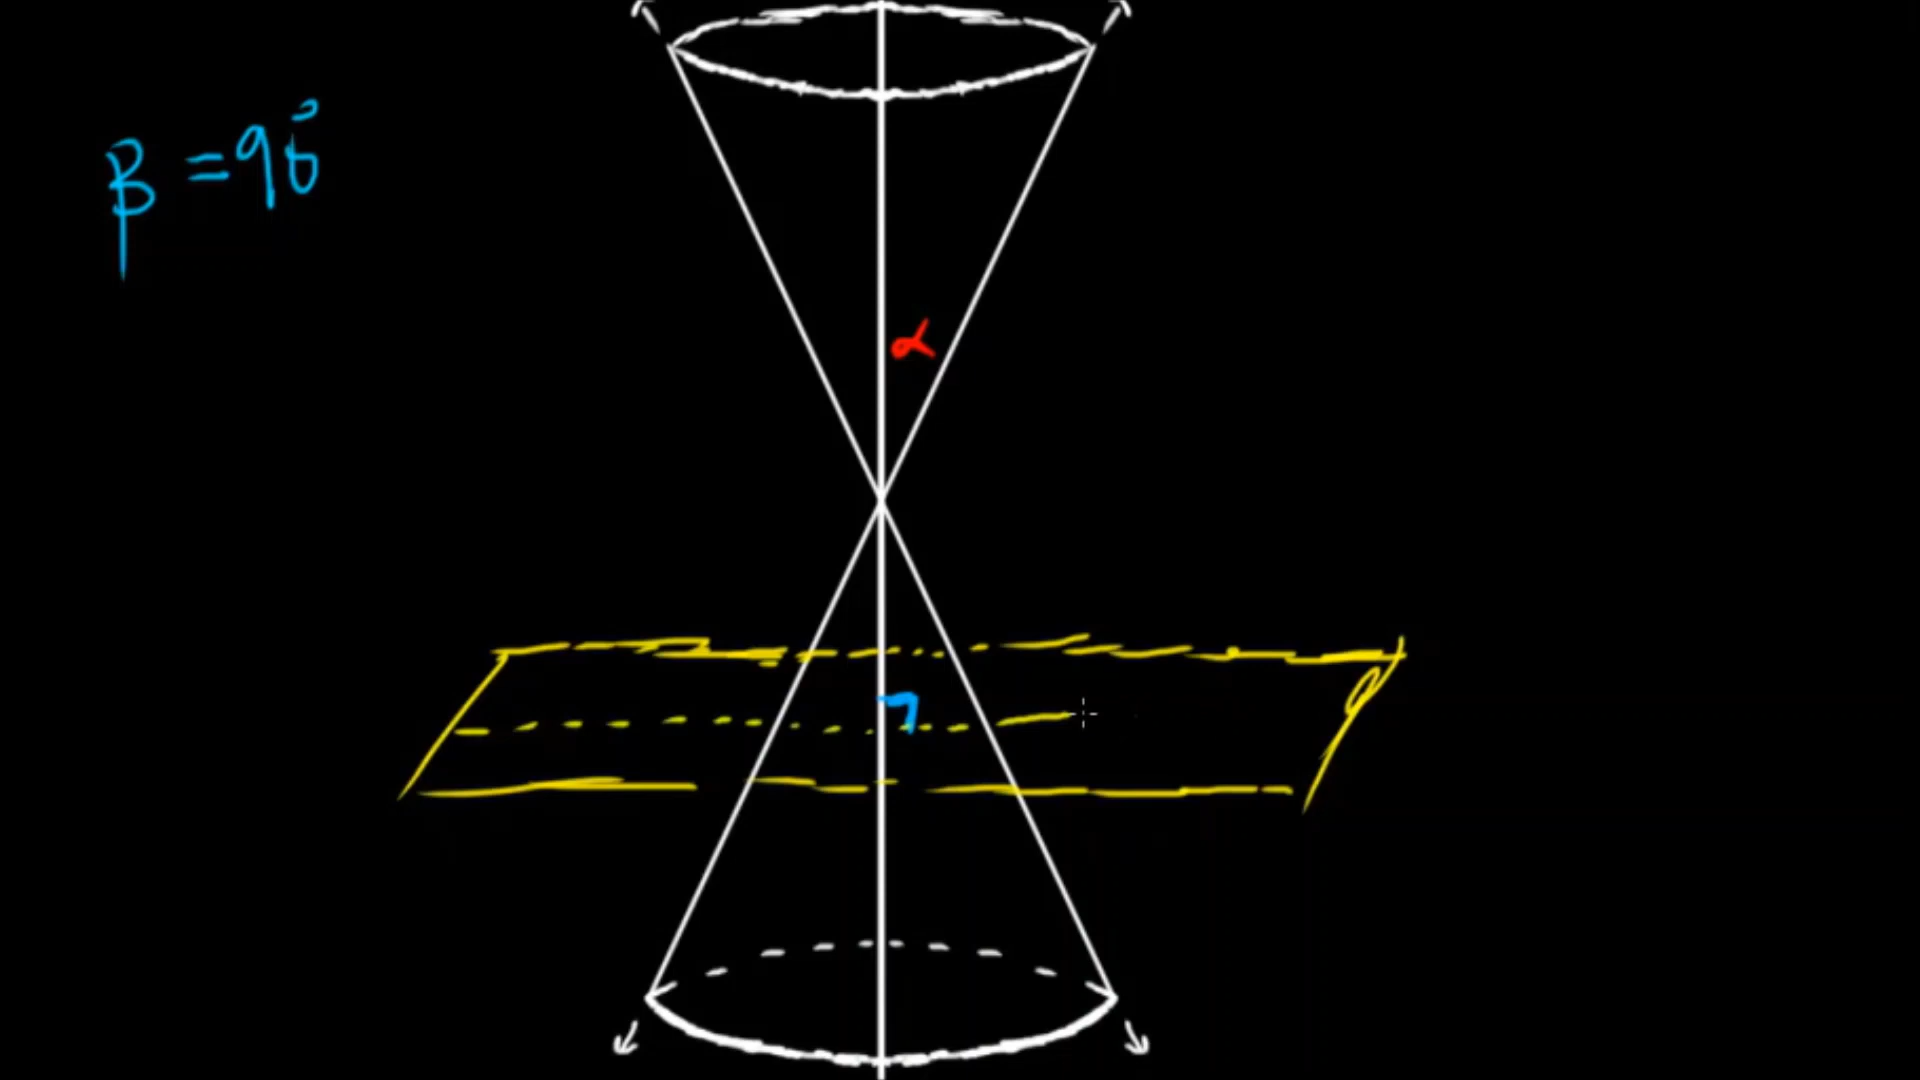 β = 90°
α